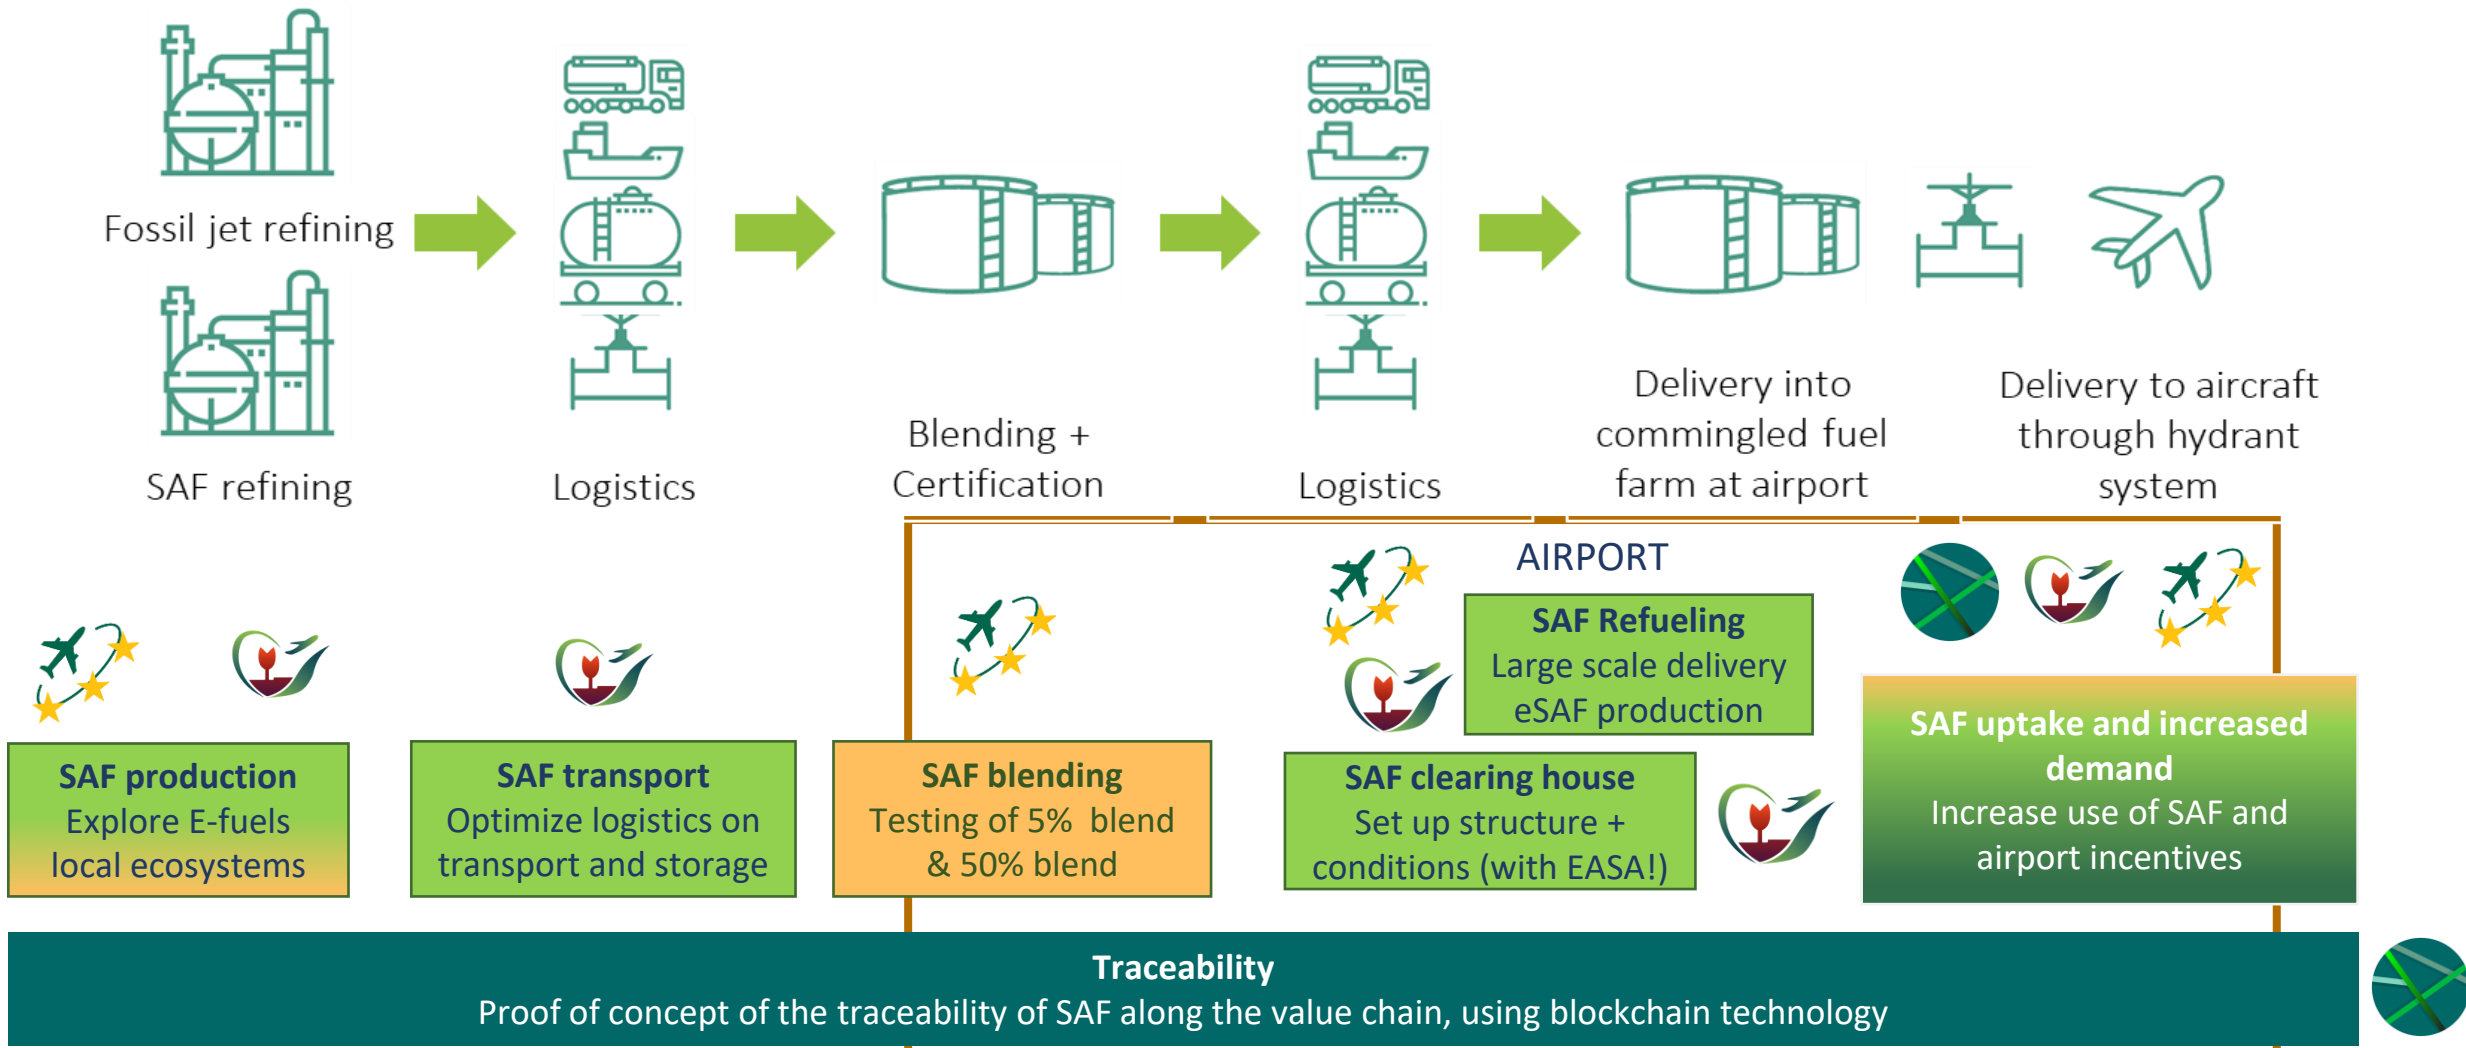 Fossil jet refining
SAF refining
Logistics
Blending +
Certification
Logistics
Delivery into
commingled fuel
farm at airport
Delivery to aircraft
through hydrant
system
AIRPORT
SAF production
Explore E-fuels
local ecosystems
SAF transport
Optimize logistics on
transport and storage
SAF blending
Testing of 5% blend
& 50% blend
SAF Refueling
Large scale delivery
eSAF production
SAF clearing house
Set up structure +
conditions (with EASA!)
SAF uptake and increased
demand
Increase use of SAF and
airport incentives
Traceability
Proof of concept of the traceability of SAF along the value chain, using blockchain technology